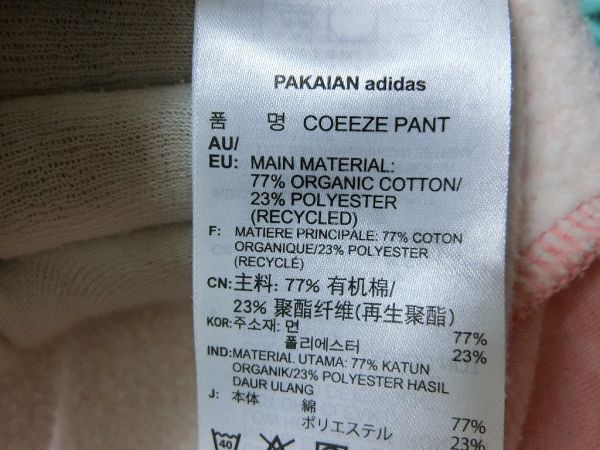 PAKAIAN adidas
품 명 COEEZE PANT
AU/
EU: MAIN MATERIAL:
77% ORGANIC COTTON/
23% POLYESTER
(RECYCLED)
F: MATIERE PRINCIPALE: 77% COTON
ORGANIQUE/23% POLYESTER
(RECYCLÉ)
CN:主料: 77% 有机棉/
23% 聚酯纤维(再生聚酯)
KOR:주소재: 면 77%
폴리에스터 23%
IND:MATERIAL UTAMA: 77% KATUN
ORGANIK/23% POLYESTER HASIL
DAUR ULANG
J: 本体 綿 77%
ポリエステル 23%
40